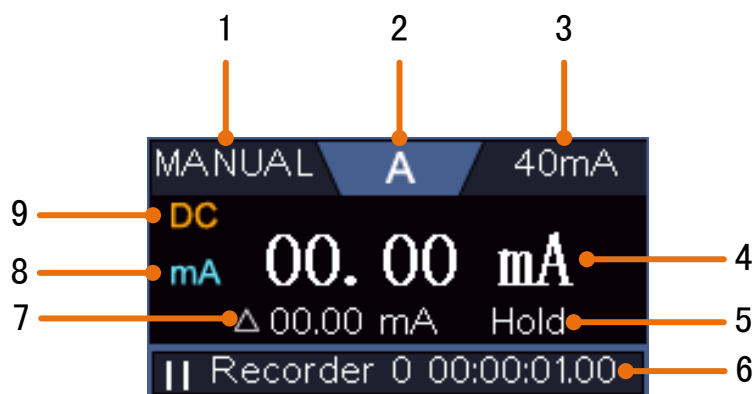 1 2 3
MANUAL A 40mA
9 DC
8 mA 00.00 mA 4
7 △ 00.00 mA Hold 5
|| Recorder 0 00:00:01.00 6